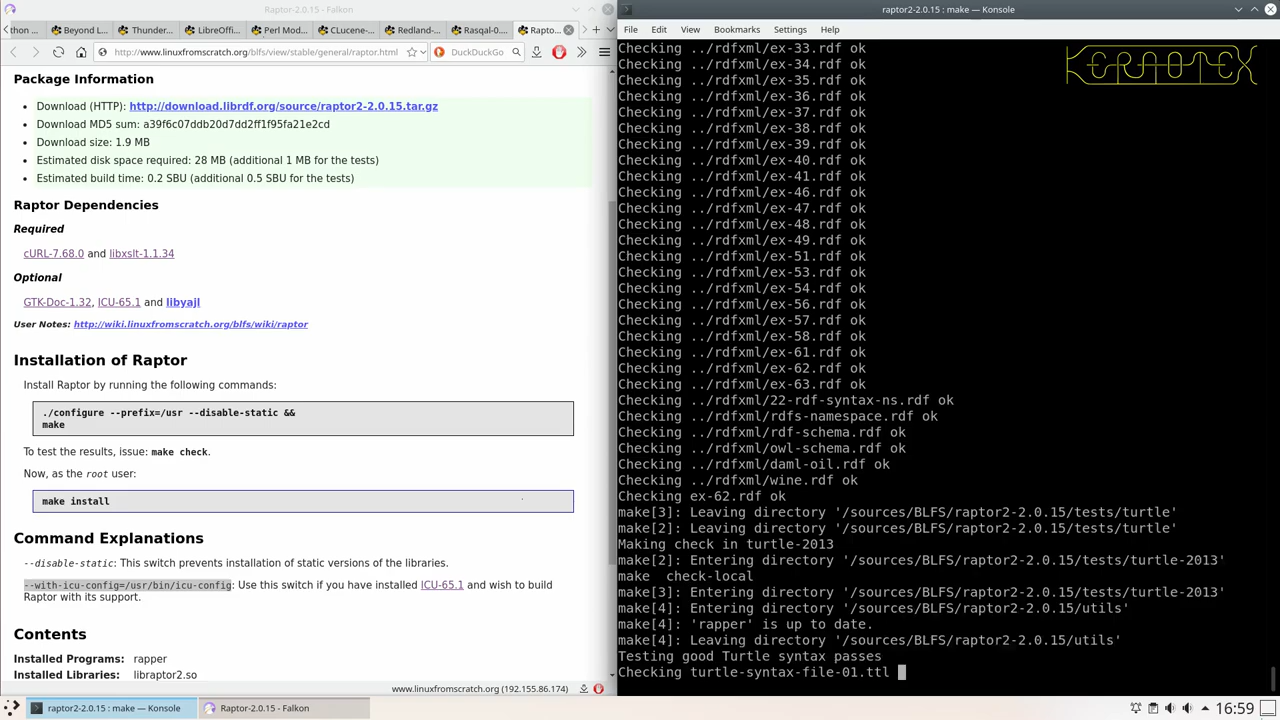 Raptor-2.0.15 - Falkon
thon ...
Beyond L...
Thunder...
LibreOffi...
Perl Mod...
CLucene-...
Redland-...
Rasqal-0...
Rapto...
http://www.linuxfromscratch.org/blfs/view/stable/general/raptor.html
DuckDuckGo
Package Information
Download (HTTP): http://download.librdf.org/source/raptor2-2.0.15.tar.gz
Download MD5 sum: a39f6c07ddb20d7dd2ff1f95fa21e2cd
Download size: 1.9 MB
Estimated disk space required: 28 MB (additional 1 MB for the tests)
Estimated build time: 0.2 SBU (additional 0.5 SBU for the tests)
Raptor Dependencies
Required
cURL-7.68.0 and libxslt-1.1.34
Optional
GTK-Doc-1.32, ICU-65.1 and libyajl
User Notes: http://wiki.linuxfromscratch.org/blfs/wiki/raptor
Installation of Raptor
Install Raptor by running the following commands:
./configure --prefix=/usr --disable-static &&
make
To test the results, issue: make check.
Now, as the root user:
make install
Command Explanations
--disable-static: This switch prevents installation of static versions of the libraries.
--with-icu-config=/usr/bin/icu-config: Use this switch if you have installed ICU-65.1 and wish to build
Raptor with its support.
Contents
Installed Programs: rapper
Installed Libraries: libraptor2.so
www.linuxfromscratch.org (192.155.86.174)
raptor2-2.0.15 : make — Konsole
File Edit View Bookmarks Settings Help
KERAOTEX
Checking ../rdfxml/ex-33.rdf ok
Checking ../rdfxml/ex-34.rdf ok
Checking ../rdfxml/ex-35.rdf ok
Checking ../rdfxml/ex-36.rdf ok
Checking ../rdfxml/ex-37.rdf ok
Checking ../rdfxml/ex-38.rdf ok
Checking ../rdfxml/ex-39.rdf ok
Checking ../rdfxml/ex-40.rdf ok
Checking ../rdfxml/ex-41.rdf ok
Checking ../rdfxml/ex-46.rdf ok
Checking ../rdfxml/ex-47.rdf ok
Checking ../rdfxml/ex-48.rdf ok
Checking ../rdfxml/ex-49.rdf ok
Checking ../rdfxml/ex-51.rdf ok
Checking ../rdfxml/ex-53.rdf ok
Checking ../rdfxml/ex-54.rdf ok
Checking ../rdfxml/ex-56.rdf ok
Checking ../rdfxml/ex-57.rdf ok
Checking ../rdfxml/ex-58.rdf ok
Checking ../rdfxml/ex-61.rdf ok
Checking ../rdfxml/ex-62.rdf ok
Checking ../rdfxml/ex-63.rdf ok
Checking ../rdfxml/22-rdf-syntax-ns.rdf ok
Checking ../rdfxml/rdfs-namespace.rdf ok
Checking ../rdfxml/rdf-schema.rdf ok
Checking ../rdfxml/owl-schema.rdf ok
Checking ../rdfxml/daml-oil.rdf ok
Checking ../rdfxml/wine.rdf ok
Checking ex-62.rdf ok
make[3]: Leaving directory '/sources/BLFS/raptor2-2.0.15/tests/turtle'
make[2]: Leaving directory '/sources/BLFS/raptor2-2.0.15/tests/turtle'
Making check in turtle-2013
make[2]: Entering directory '/sources/BLFS/raptor2-2.0.15/tests/turtle-2013'
make  check-local
make[3]: Entering directory '/sources/BLFS/raptor2-2.0.15/tests/turtle-2013'
make[4]: Entering directory '/sources/BLFS/raptor2-2.0.15/utils'
make[4]: 'rapper' is up to date.
make[4]: Leaving directory '/sources/BLFS/raptor2-2.0.15/utils'
Testing good Turtle syntax passes
Checking turtle-syntax-file-01.ttl
raptor2-2.0.15 : make — Konsole
Raptor-2.0.15 - Falkon
16:59